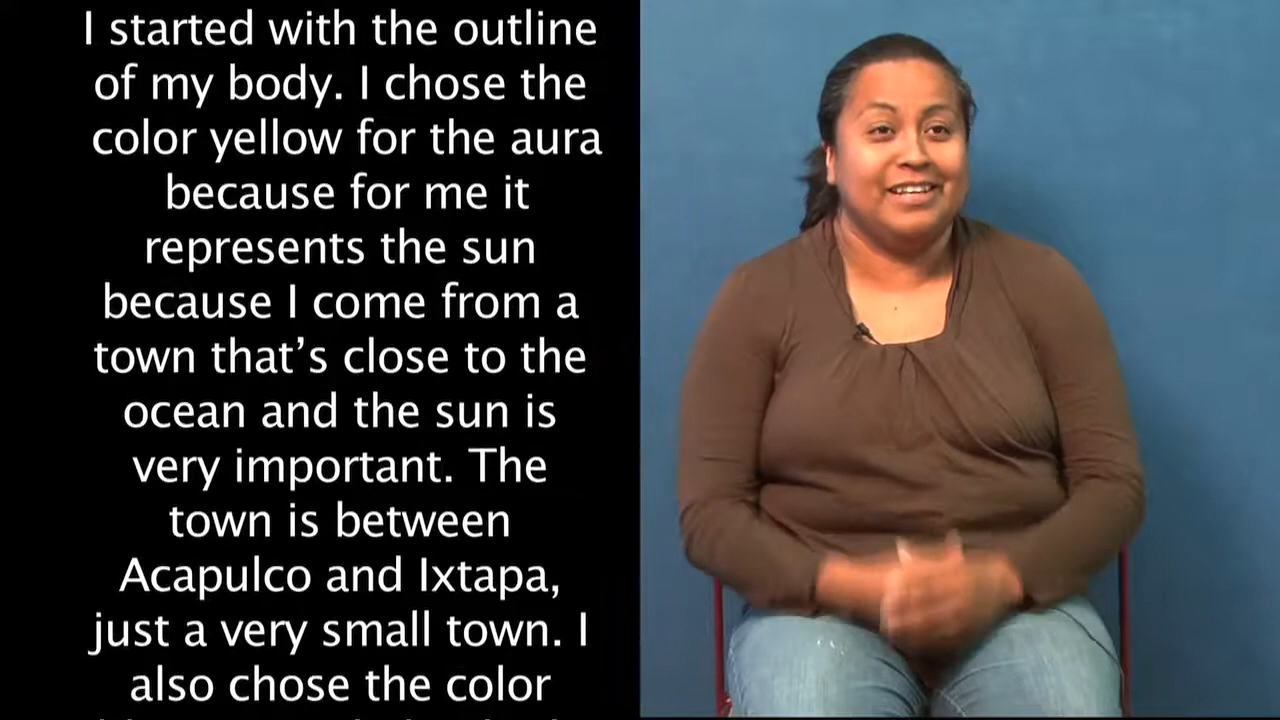 I started with the outline
of my body. I chose the
color yellow for the aura
because for me it
represents the sun
because I come from a
town that’s close to the
ocean and the sun is
very important. The
town is between
Acapulco and Ixtapa,
just a very small town. I
also chose the color